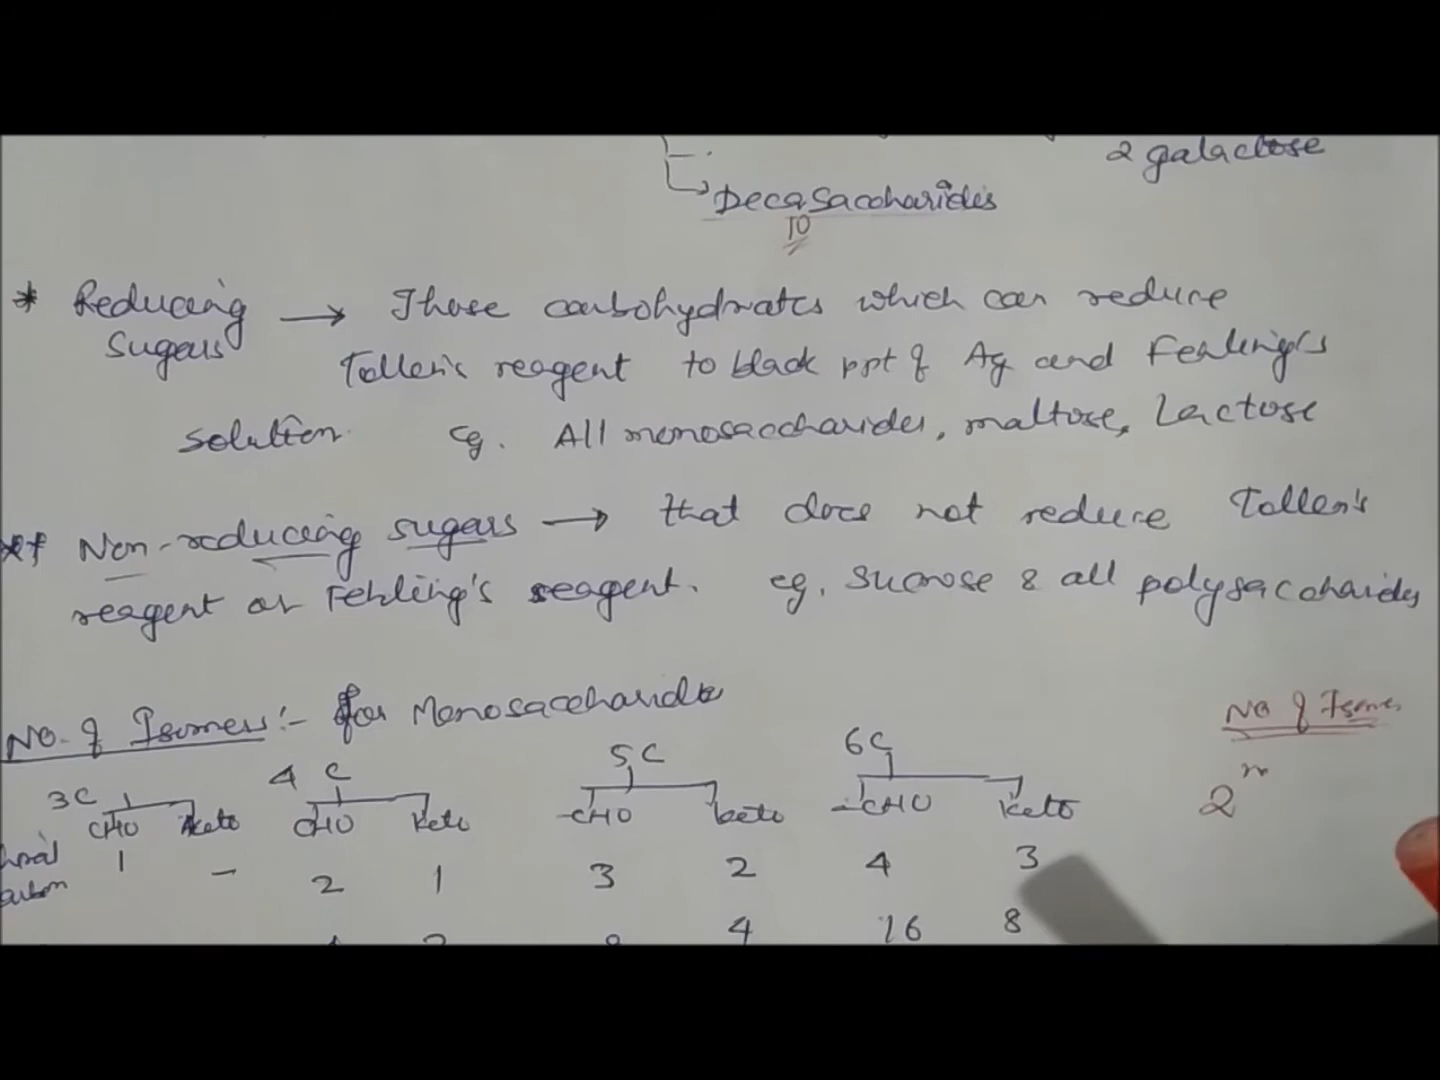 2 galactose
Decasaccharides
10
* Reducing → Those carbohydrates which can reduce
Sugars
Tollen's reagent to black ppt of Ag and Fehling's
solution. eg. All monosaccharides, maltose, Lactose
** Non-reducing sugars → that does not reduce Tollen's
reagent or Fehling's reagent. eg. Sucrose & all polysaccharides
No. of Isomers :- for Monosaccharide
No of Isomers
3C 4 C 5C 6C
CHO Keto CHO Keto -CHO keto -CHO Keto
2ⁿ
1 - 2 1 3 2 4 3
4 16 8